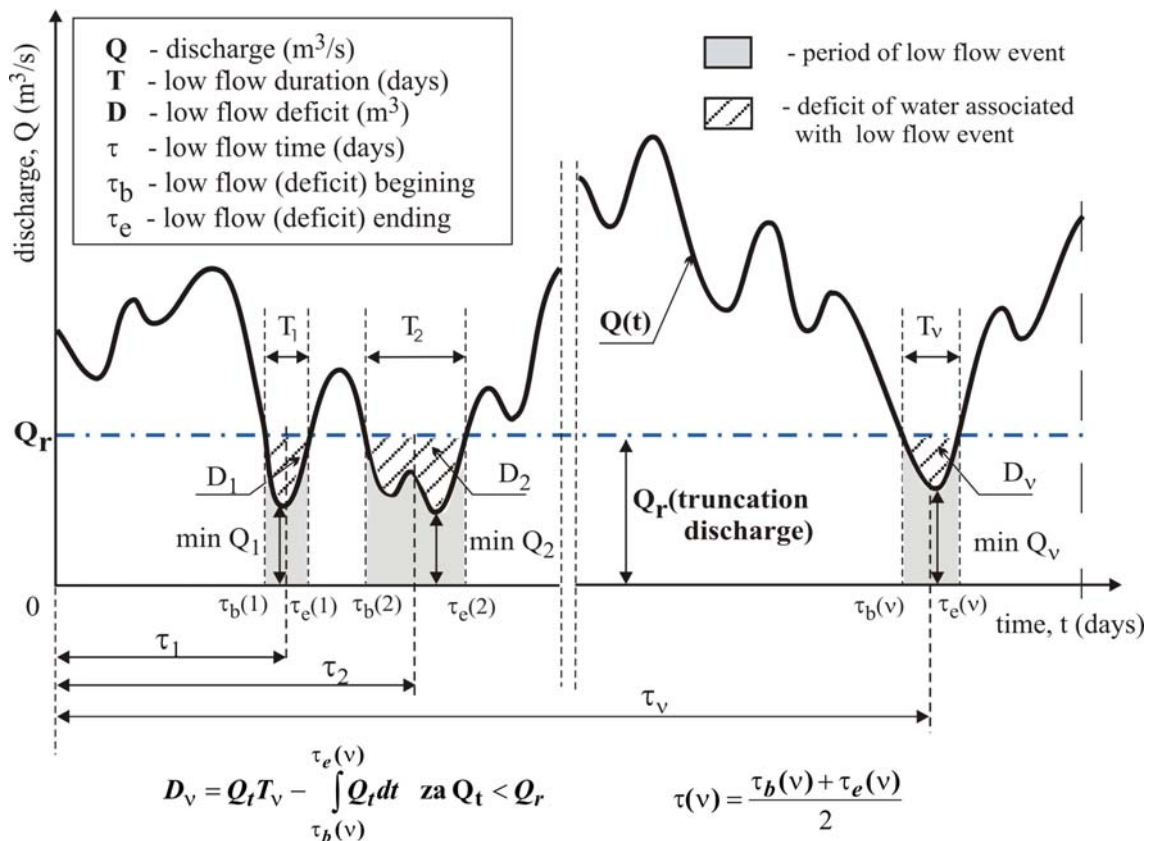 discharge, Q (m³/s)
Q - discharge (m³/s)
T - low flow duration (days)
D - low flow deficit (m³)
τ - low flow time (days)
τb - low flow (deficit) begining
τe - low flow (deficit) ending
- period of low flow event
- deficit of water associated
with low flow event
Q(t)
T1
T2
Tν
Qr
D1
D2
Dν
Qr(truncation
discharge)
min Q1
min Q2
min Qν
0
τb(1)
τe(1)
τb(2)
τe(2)
τb(ν)
τe(ν)
time, t (days)
τ1
τ2
τν
Dν = QtTν − ∫ Qt dt za Qt < Qr
τe(ν)
τb(ν)
τ(ν) = τb(ν) + τe(ν) / 2